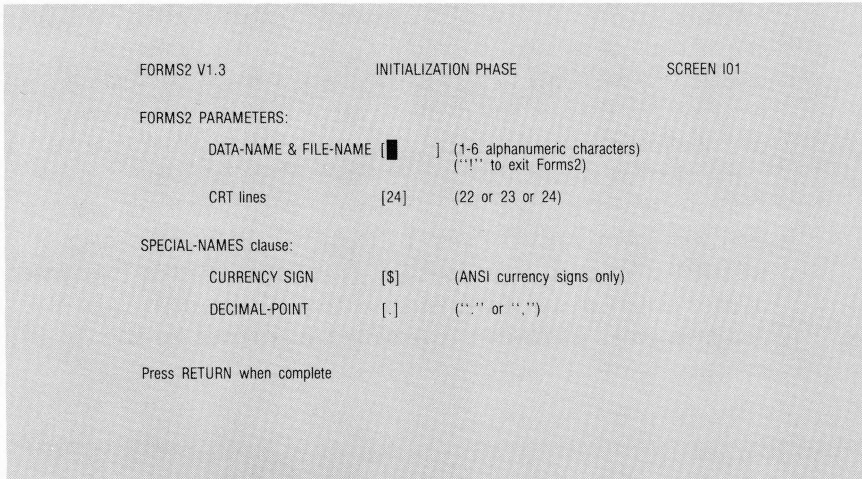 FORMS2 V1.3 INITIALIZATION PHASE SCREEN I01
FORMS2 PARAMETERS:
DATA-NAME & FILE-NAME [ ] (1-6 alphanumeric characters)
(‘‘!’’ to exit Forms2)
CRT lines [24] (22 or 23 or 24)
SPECIAL-NAMES clause:
CURRENCY SIGN [$] (ANSI currency signs only)
DECIMAL-POINT [.] (‘‘.’’ or ‘‘,’’)
Press RETURN when complete